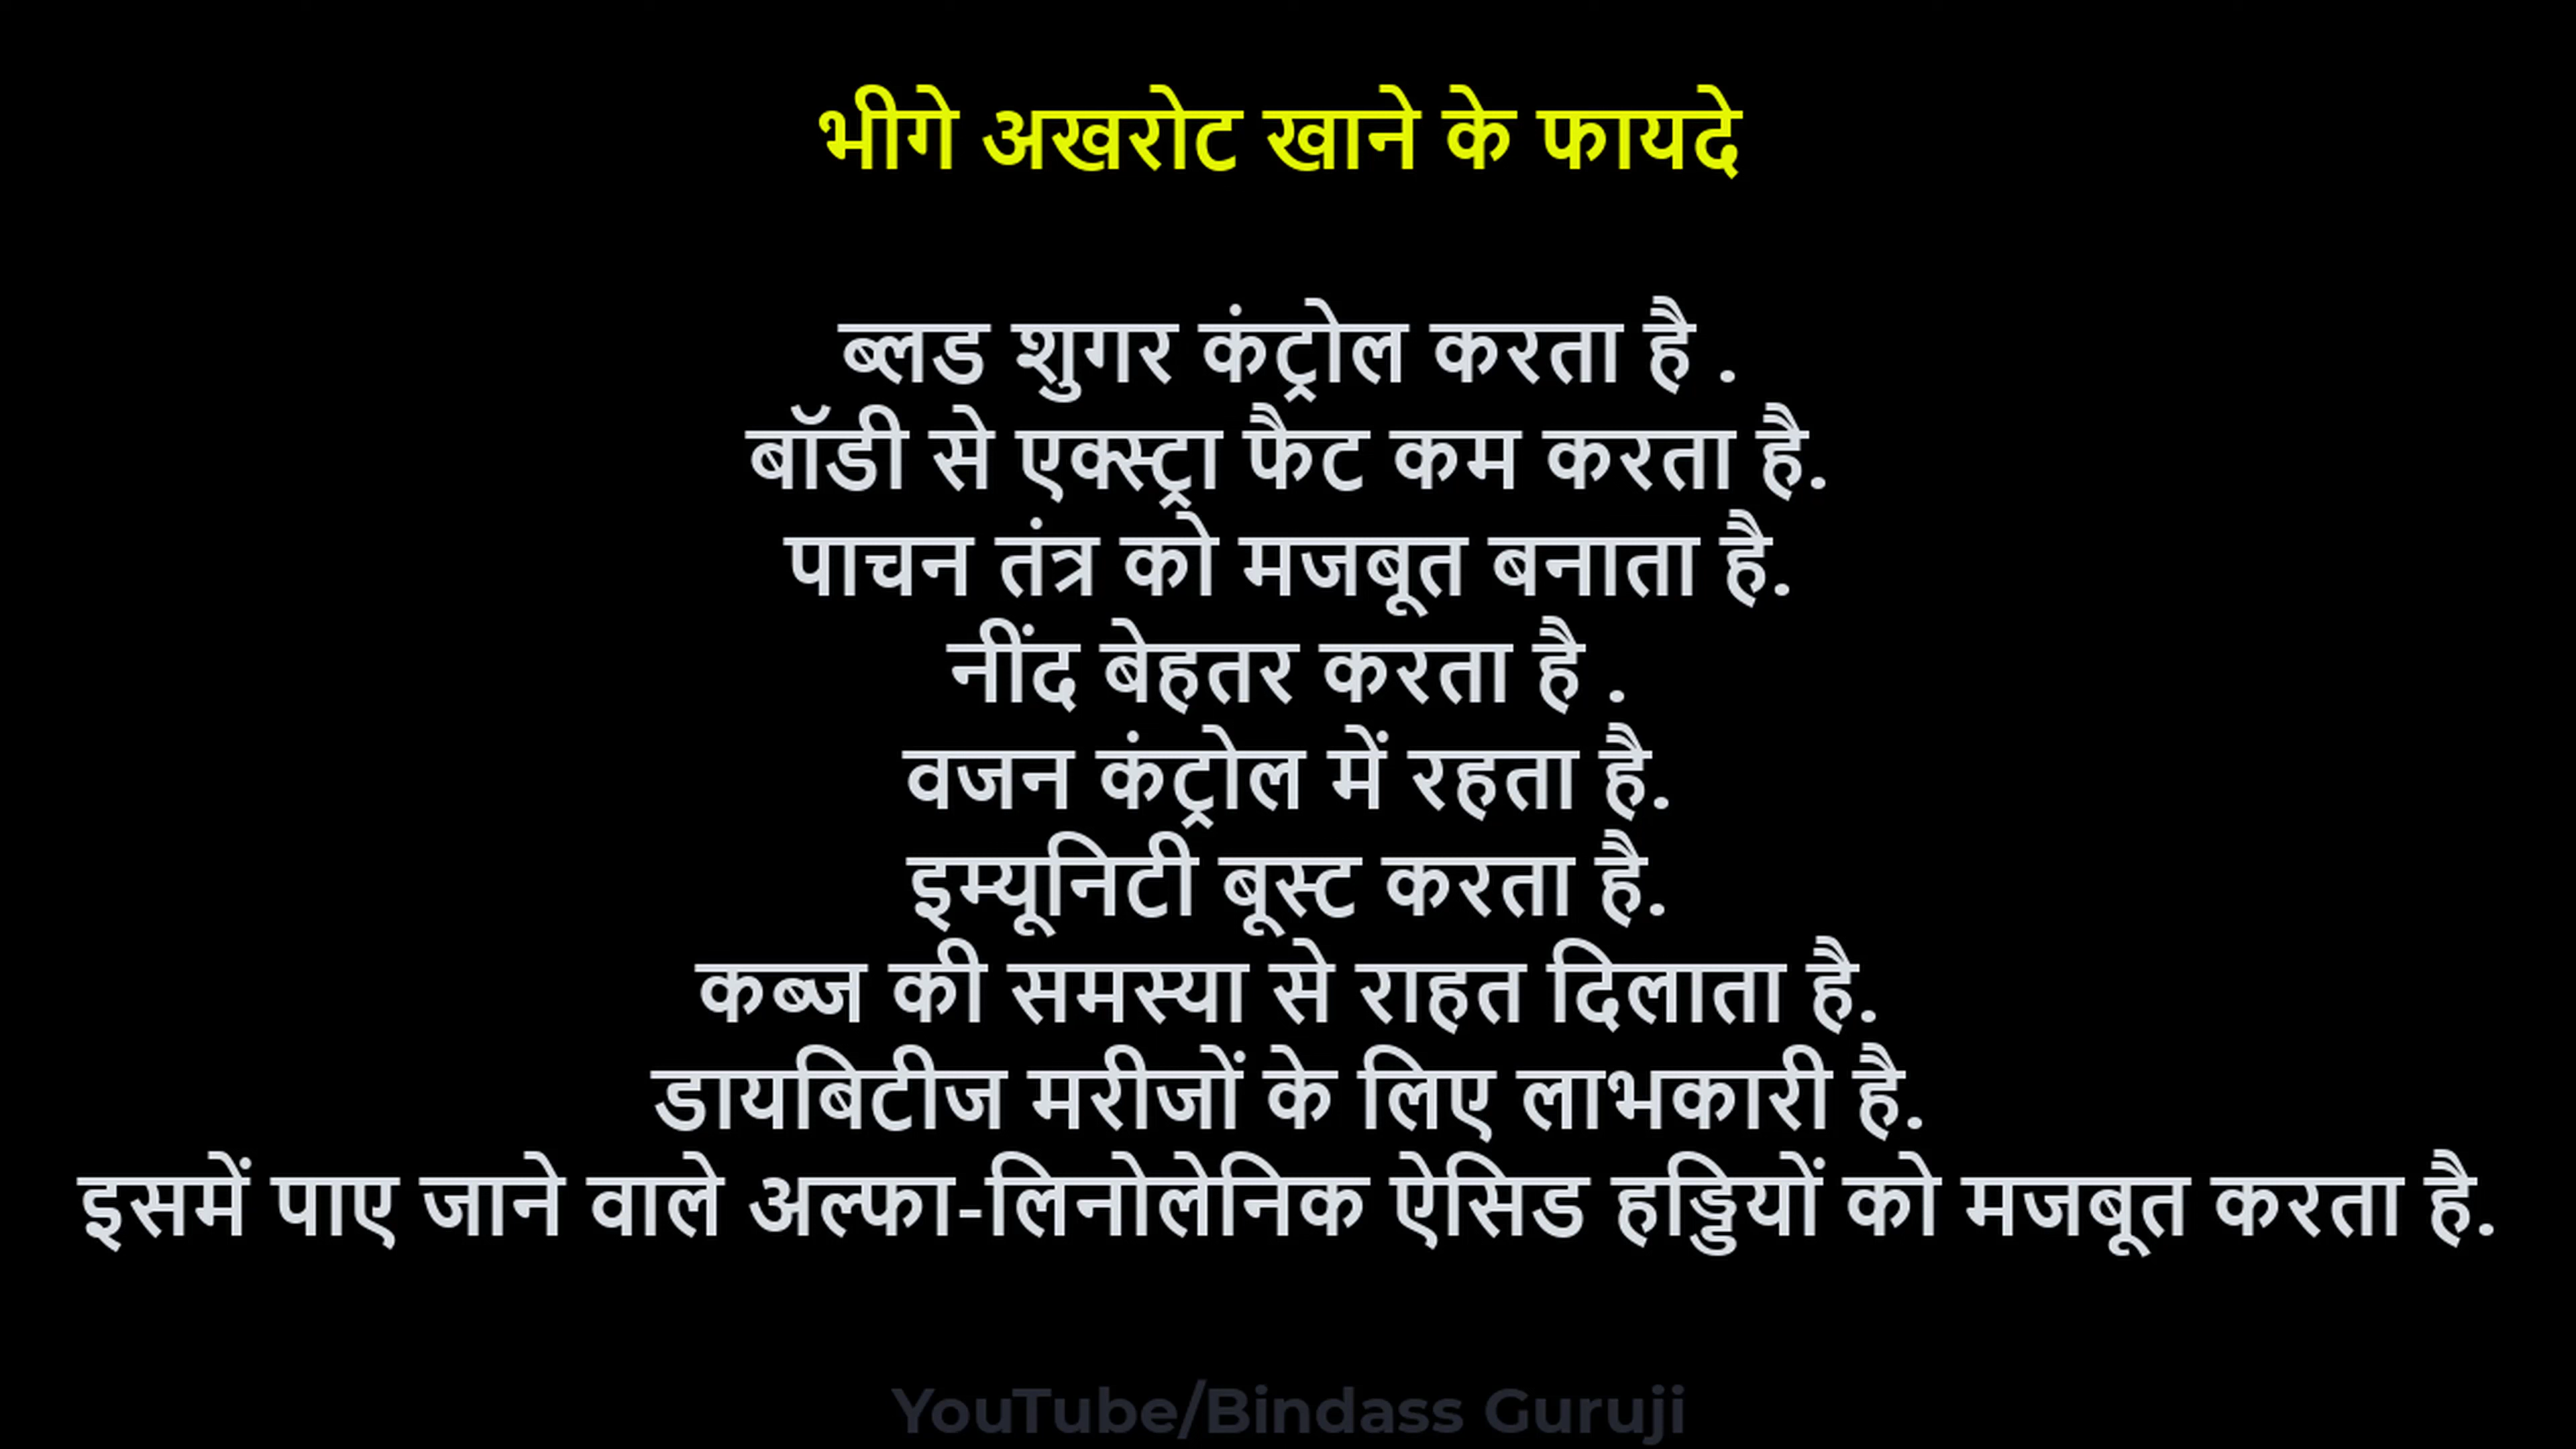 भीगे अखरोट खाने के फायदे
ब्लड शुगर कंट्रोल करता है .
बॉडी से एक्स्ट्रा फैट कम करता है.
पाचन तंत्र को मजबूत बनाता है.
नींद बेहतर करता है .
वजन कंट्रोल में रहता है.
इम्यूनिटी बूस्ट करता है.
कब्ज की समस्या से राहत दिलाता है.
डायबिटीज मरीजों के लिए लाभकारी है.
इसमें पाए जाने वाले अल्फा-लिनोलेनिक ऐसिड हड्डियों को मजबूत करता है.
YouTube/Bindass Guruji